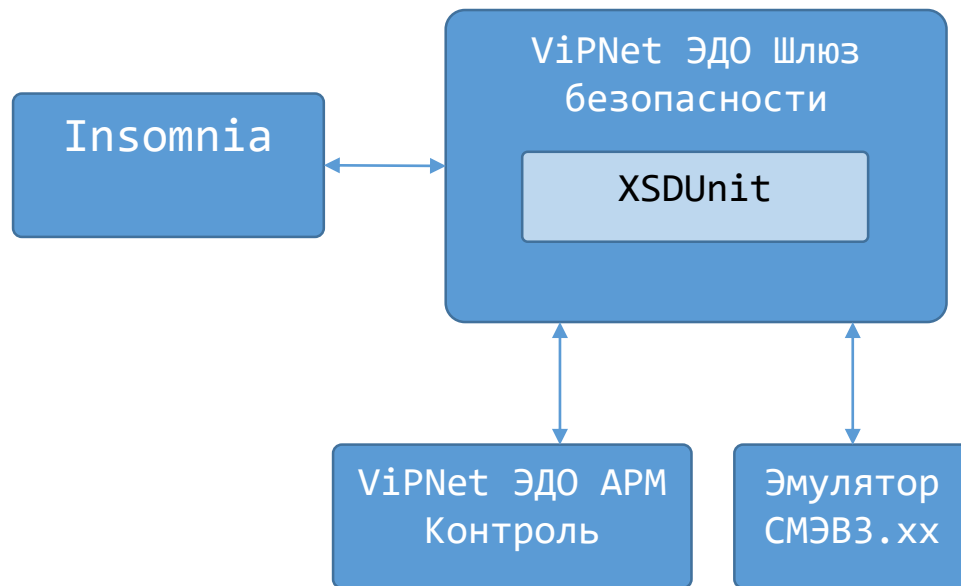 ViPNet ЭДО Шлюз
безопасности
Insomnia
XSDUnit
ViPNet ЭДО АРМ
Контроль
Эмулятор
СМЭВ3.xx